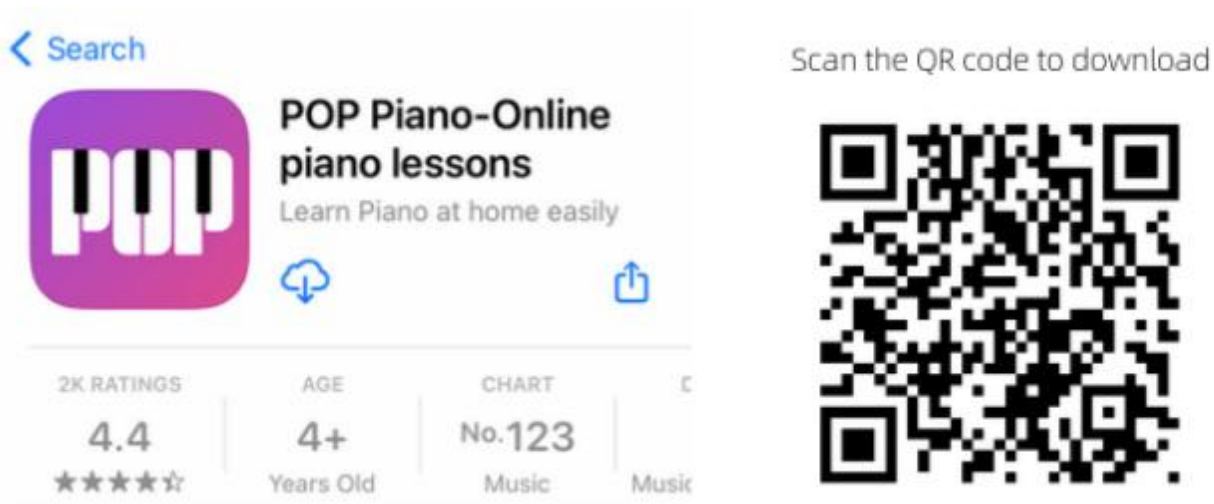 Search
POP Piano-Online
piano lessons
Learn Piano at home easily
POP
2K RATINGS
AGE
CHART
4.4
4+
No.123
Years Old
Music
Scan the QR code to download